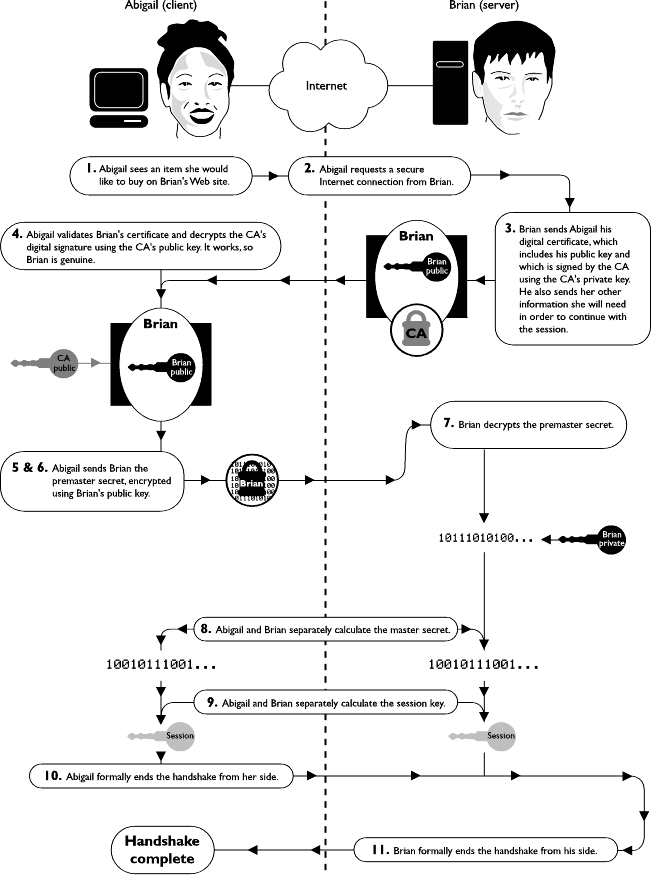 Abigail (client)
Brian (server)
Internet
1. Abigail sees an item she would
like to buy on Brian's Web site.
2. Abigail requests a secure
Internet connection from Brian.
3. Brian sends Abigail his
digital certificate, which
includes his public key and
which is signed by the CA
using the CA's private key.
He also sends her other
information she will need
in order to continue with
the session.
Brian
Brian
public
CA
4. Abigail validates Brian's certificate and decrypts the CA's
digital signature using the CA's public key. It works, so
Brian is genuine.
Brian
CA
public
Brian
public
5 & 6. Abigail sends Brian the
premaster secret, encrypted
using Brian's public key.
Brian
7. Brian decrypts the premaster secret.
10111010100...
Brian
private
8. Abigail and Brian separately calculate the master secret.
10010111001...
10010111001...
9. Abigail and Brian separately calculate the session key.
Session
Session
10. Abigail formally ends the handshake from her side.
11. Brian formally ends the handshake from his side.
Handshake
complete